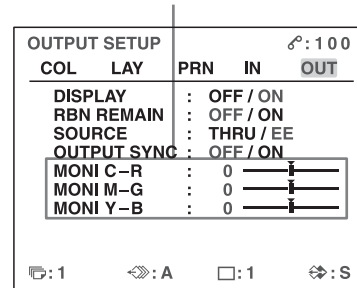 OUTPUT SETUP :100
COL LAY PRN IN OUT
DISPLAY : OFF / ON
RBN REMAIN : OFF / ON
SOURCE : THRU / EE
OUTPUT SYNC : OFF / ON
MONI C–R : 0
MONI M–G : 0
MONI Y–B : 0
:1 :A :1 :S